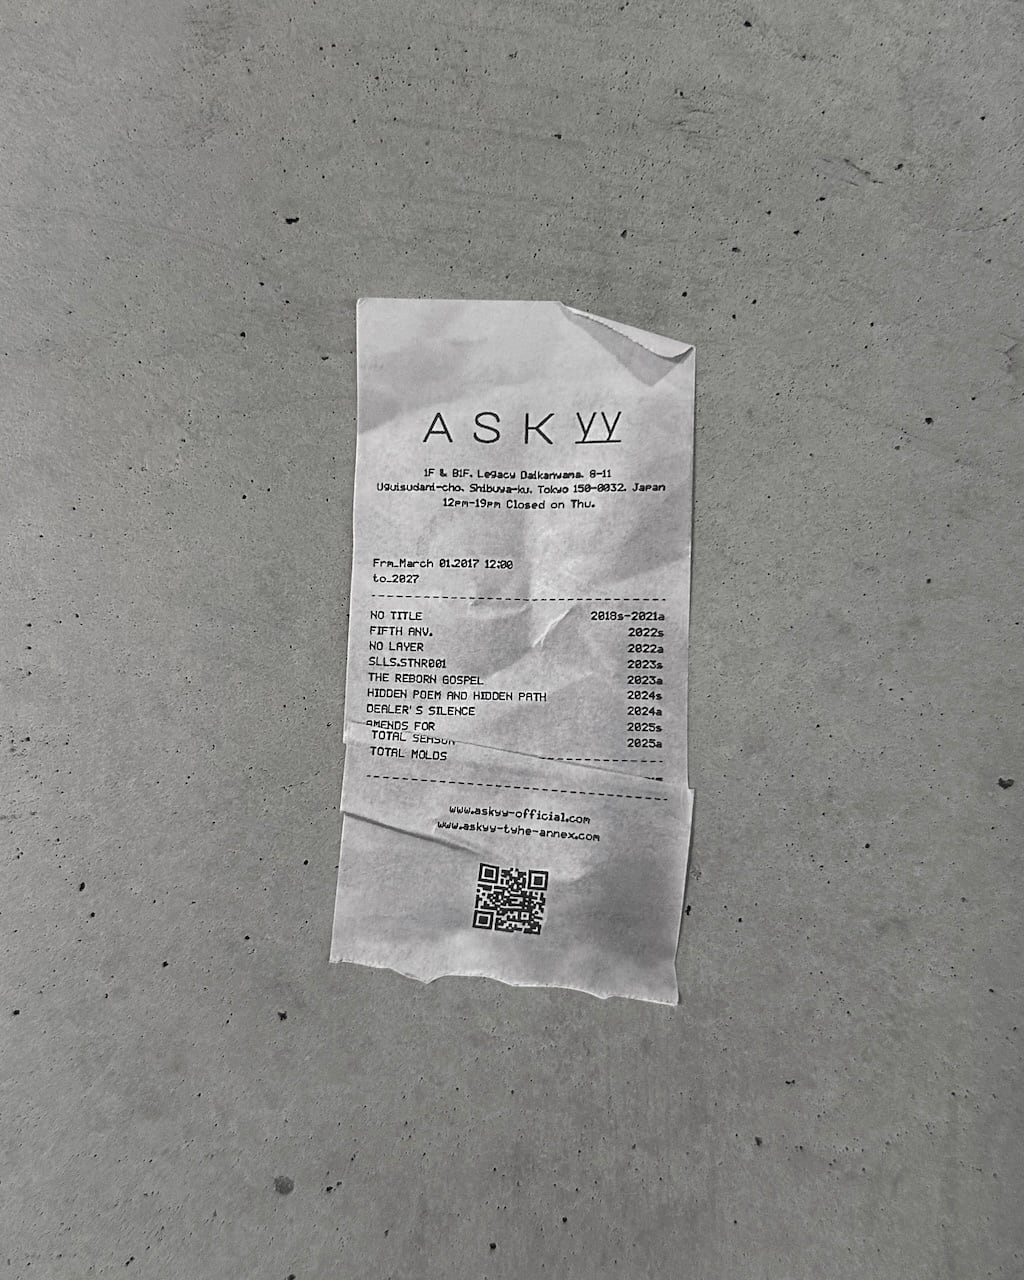 ASKyy
1F & B1F, Legacy Daikanyama, 8-11
Uguisudani-cho, Shibuya-ku, Tokyo 150-0032, Japan
12pm-19pm Closed on Thu.
Frm_March 01.2017 12:00
to_2027
NO TITLE 2018s-2021a
FIFTH ANV. 2022s
NO LAYER 2022a
SLLS.STNR001 2023s
THE REBORN GOSPEL 2023a
HIDDEN POEM AND HIDDEN PATH 2024s
DEALER'S SILENCE 2024a
AMENDS FOR 2025s
2025a
TOTAL SEASON
TOTAL MOLDS
www.askyy-official.com
www.askyy-tyhe-annex.com